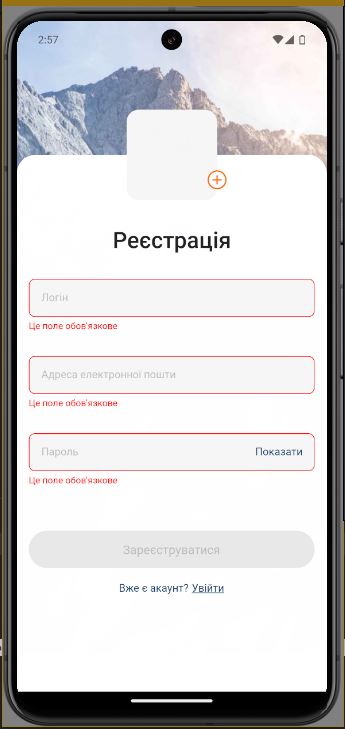 2:57
Реєстрація
Логін
Це поле обов'язкове
Адреса електронної пошти
Це поле обов'язкове
Пароль Показати
Це поле обов'язкове
Зареєструватися
Вже є акаунт? Увійти